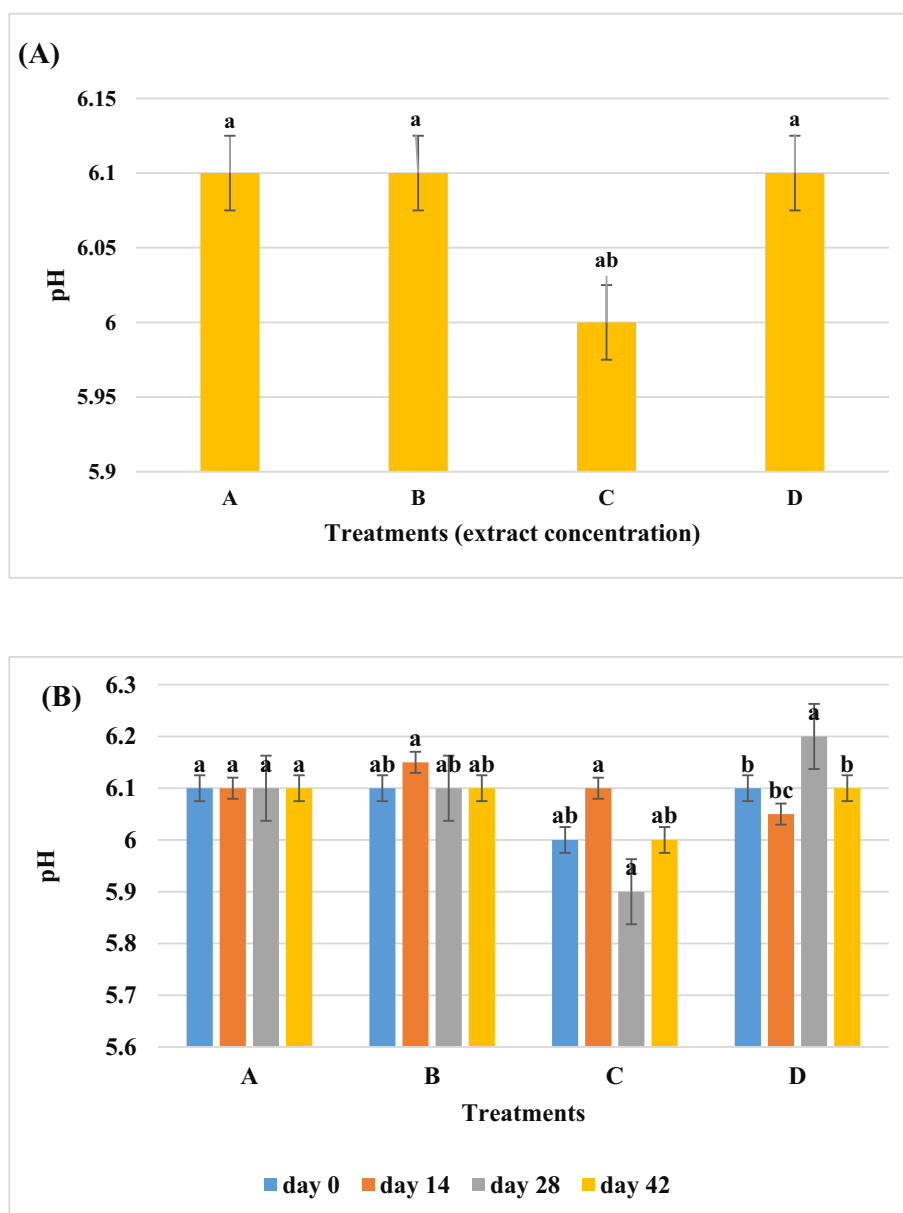 (A)
6.15
6.1
6.05
6
5.95
5.9
pH
a
a
ab
a
A
B
C
D
Treatments (extract concentration)
(B)
6.3
6.2
6.1
6
5.9
5.8
5.7
5.6
pH
a a a a
ab a ab ab
ab a a ab
b bc a b
A
B
C
D
Treatments
day 0 day 14 day 28 day 42